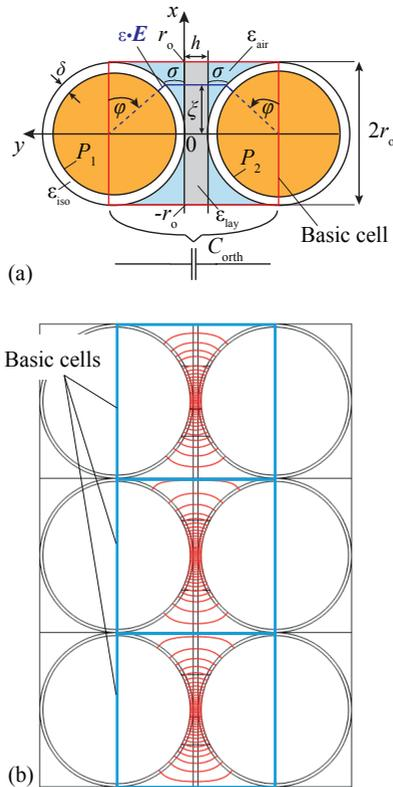 x
ε•E r_o h ε_air
δ σ σ
φ ξ φ
y P_1 0 P_2 2r_o
ε_iso -r_o ε_lay Basic cell
C_orth
(a)
Basic cells
(b)